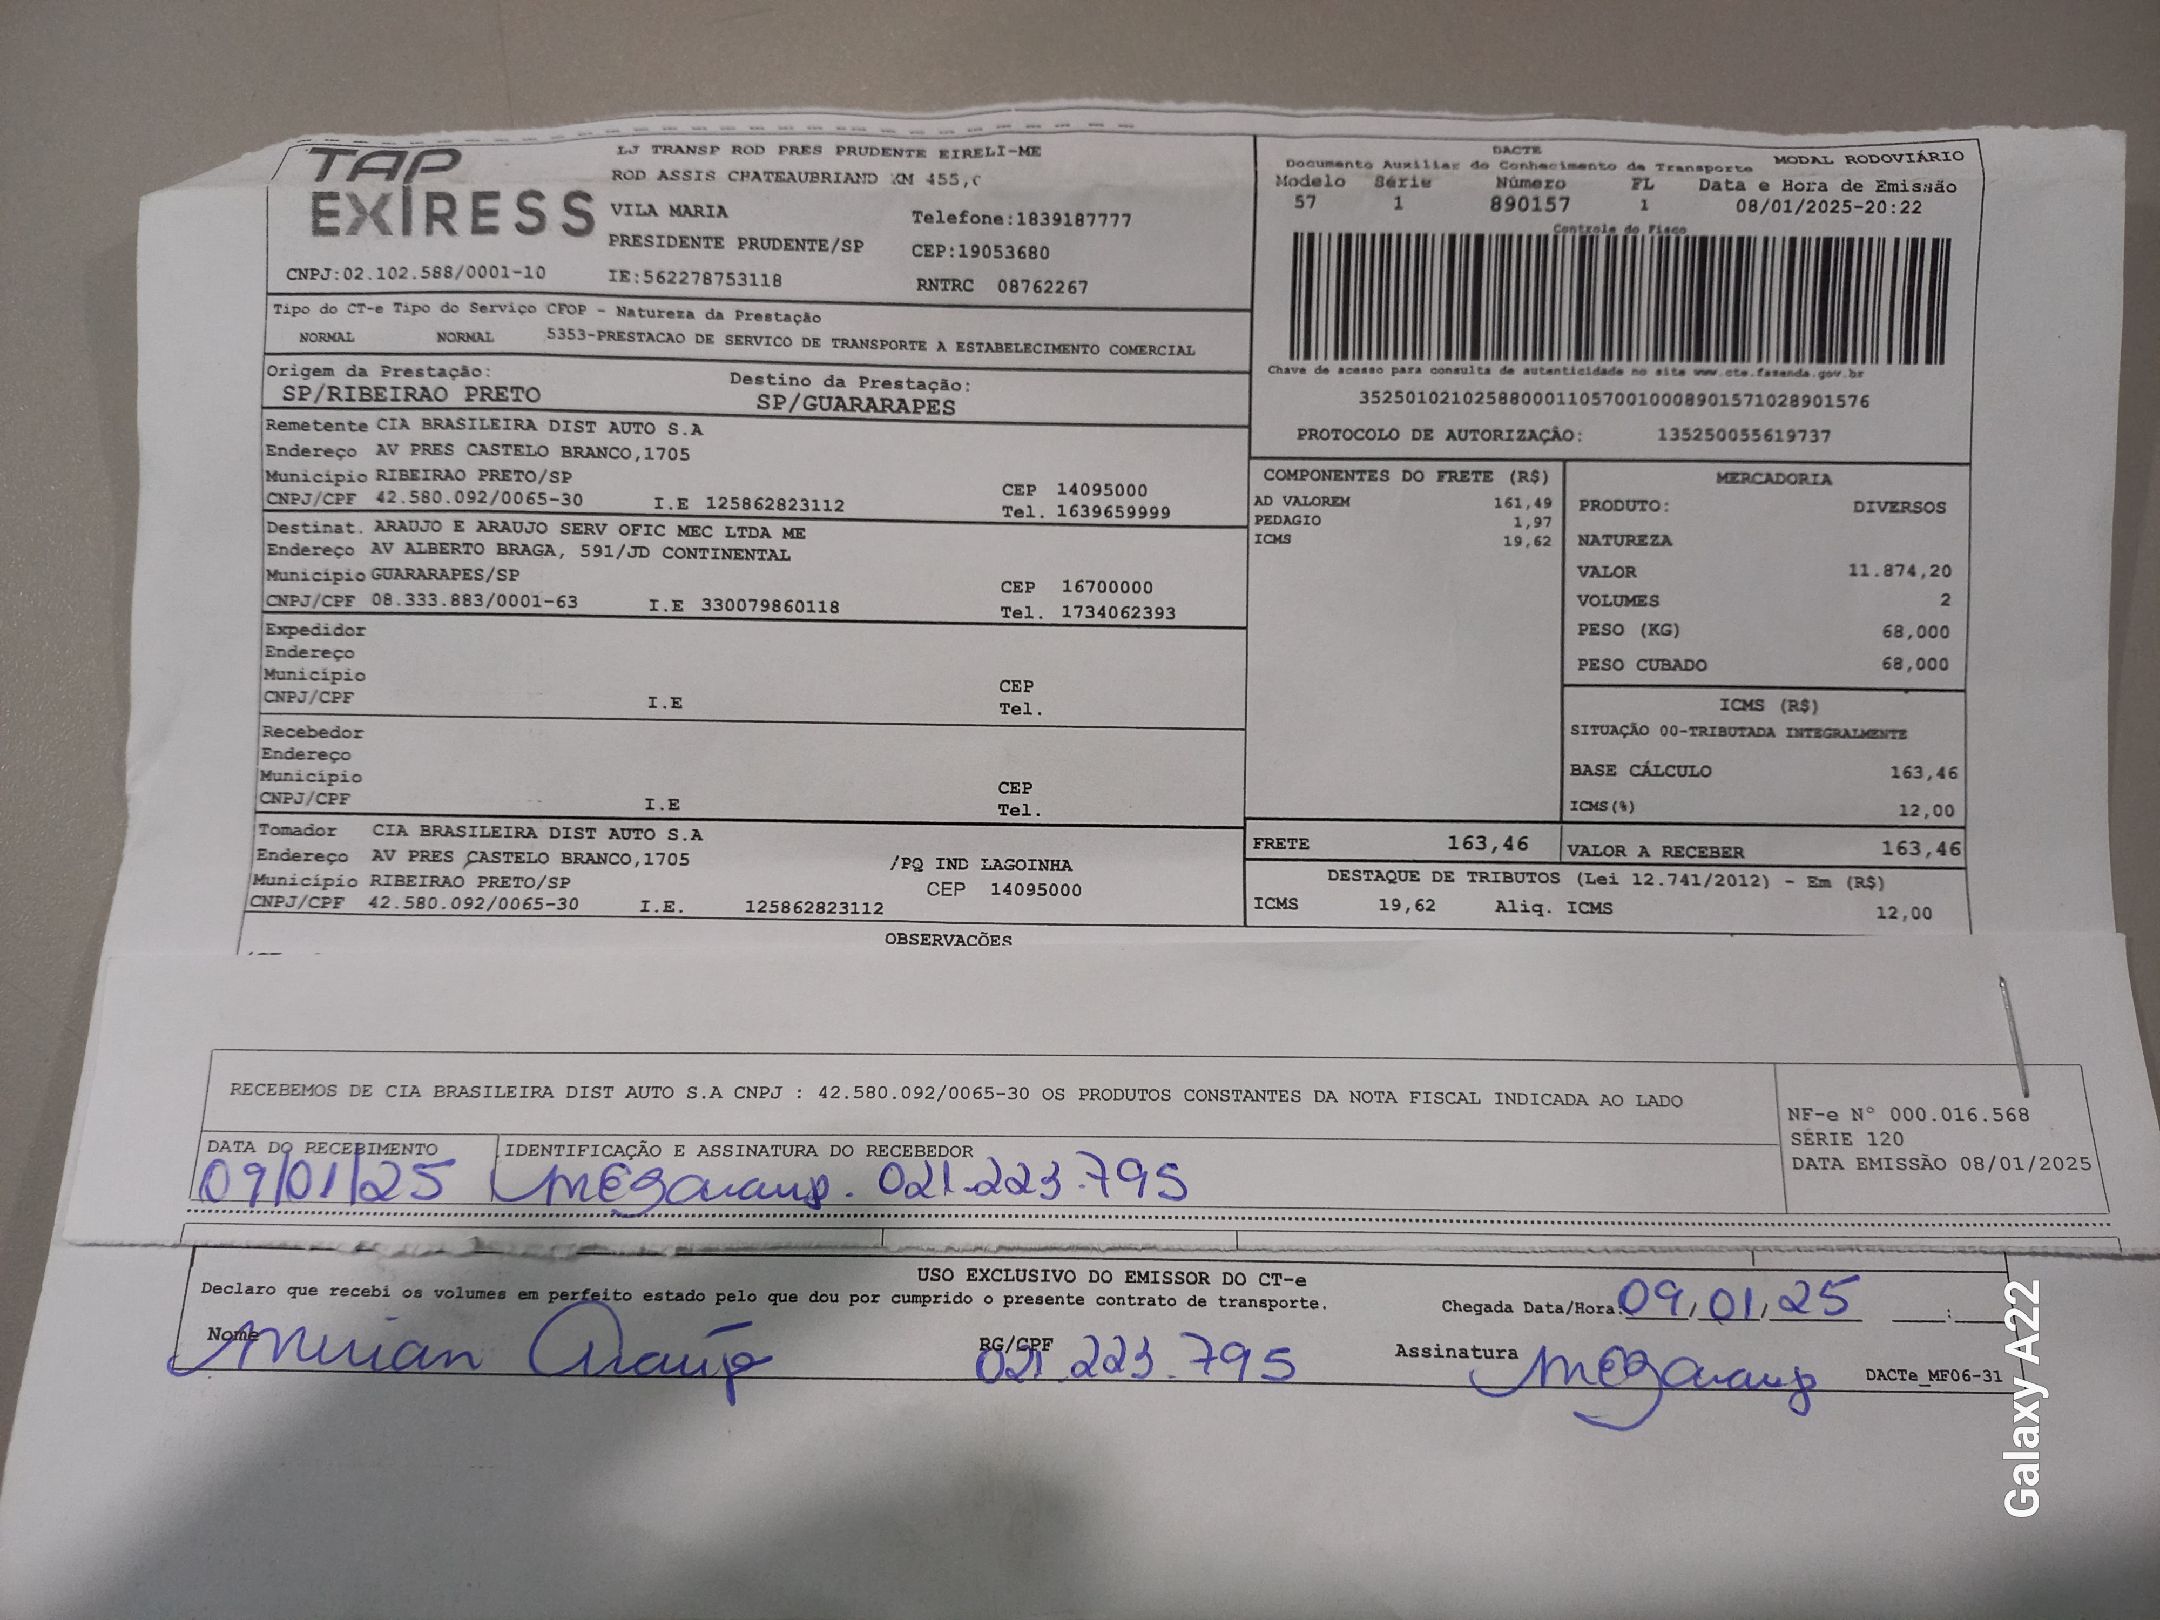 TAP
EXPRESS
LJ TRANSP ROD PRES PRUDENTE EIRELI-ME
ROD ASSIS CHATEAUBRIAND KM 455,
VILA MARIA
Telefone:1839187777
PRESIDENTE PRUDENTE/SP
CEP:19053680
CNPJ:02.102.588/0001-10
IE:562278753118
RNTRC 08762267
DACTE
Documento Auxiliar do Conhecimento de Transporte
MODAL RODOVIÁRIO
Modelo Série Número FL Data e Hora de Emissão
57 1 890157 1 08/01/2025-20:22
Controle do Fisco
Chave de acesso para consulta de autenticidade no site www.cte.fazenda.gov.br
35250102102588000110570010008901571028901576
PROTOCOLO DE AUTORIZAÇÃO: 135250055619737
Tipo do CT-e Tipo do Serviço CFOP - Natureza da Prestação
NORMAL NORMAL 5353-PRESTACAO DE SERVICO DE TRANSPORTE A ESTABELECIMENTO COMERCIAL
Origem da Prestação:
SP/RIBEIRAO PRETO
Destino da Prestação:
SP/GUARARAPES
Remetente CIA BRASILEIRA DIST AUTO S.A
Endereço AV PRES CASTELO BRANCO,1705
Município RIBEIRAO PRETO/SP CEP 14095000
CNPJ/CPF 42.580.092/0065-30 I.E 125862823112 Tel. 1639659999
Destinat. ARAUJO E ARAUJO SERV OFIC MEC LTDA ME
Endereço AV ALBERTO BRAGA, 591/JD CONTINENTAL
Município GUARARAPES/SP CEP 16700000
CNPJ/CPF 08.333.883/0001-63 I.E 330079860118 Tel. 1734062393
Expedidor
Endereço
Município CEP
CNPJ/CPF I.E Tel.
Recebedor
Endereço
Município CEP
CNPJ/CPF I.E Tel.
Tomador CIA BRASILEIRA DIST AUTO S.A
Endereço AV PRES CASTELO BRANCO,1705 /PQ IND LAGOINHA
Município RIBEIRAO PRETO/SP CEP 14095000
CNPJ/CPF 42.580.092/0065-30 I.E. 125862823112
COMPONENTES DO FRETE (R$)
AD VALOREM 161,49
PEDAGIO 1,97
ICMS 19,62
MERCADORIA
PRODUTO: DIVERSOS
NATUREZA
VALOR 11.874,20
VOLUMES 2
PESO (KG) 68,000
PESO CUBADO 68,000
ICMS (R$)
SITUAÇÃO 00-TRIBUTADA INTEGRALMENTE
BASE CÁLCULO 163,46
ICMS(%) 12,00
FRETE 163,46 VALOR A RECEBER 163,46
DESTAQUE DE TRIBUTOS (Lei 12.741/2012) - Em (R$)
ICMS 19,62 Aliq. ICMS 12,00
OBSERVAÇÕES
RECEBEMOS DE CIA BRASILEIRA DIST AUTO S.A CNPJ : 42.580.092/0065-30 OS PRODUTOS CONSTANTES DA NOTA FISCAL INDICADA AO LADO
NF-e N° 000.016.568
SÉRIE 120
DATA EMISSÃO 08/01/2025
DATA DO RECEBIMENTO IDENTIFICAÇÃO E ASSINATURA DO RECEBEDOR
09/01/25 021.223.795
USO EXCLUSIVO DO EMISSOR DO CT-e
Declaro que recebi os volumes em perfeito estado pelo que dou por cumprido o presente contrato de transporte.
Chegada Data/Hora: 09/01/25 :
Nome Mirian Araújo RG/CPF 021.223.795 Assinatura
DACTe_MF06-31
Galaxy A22